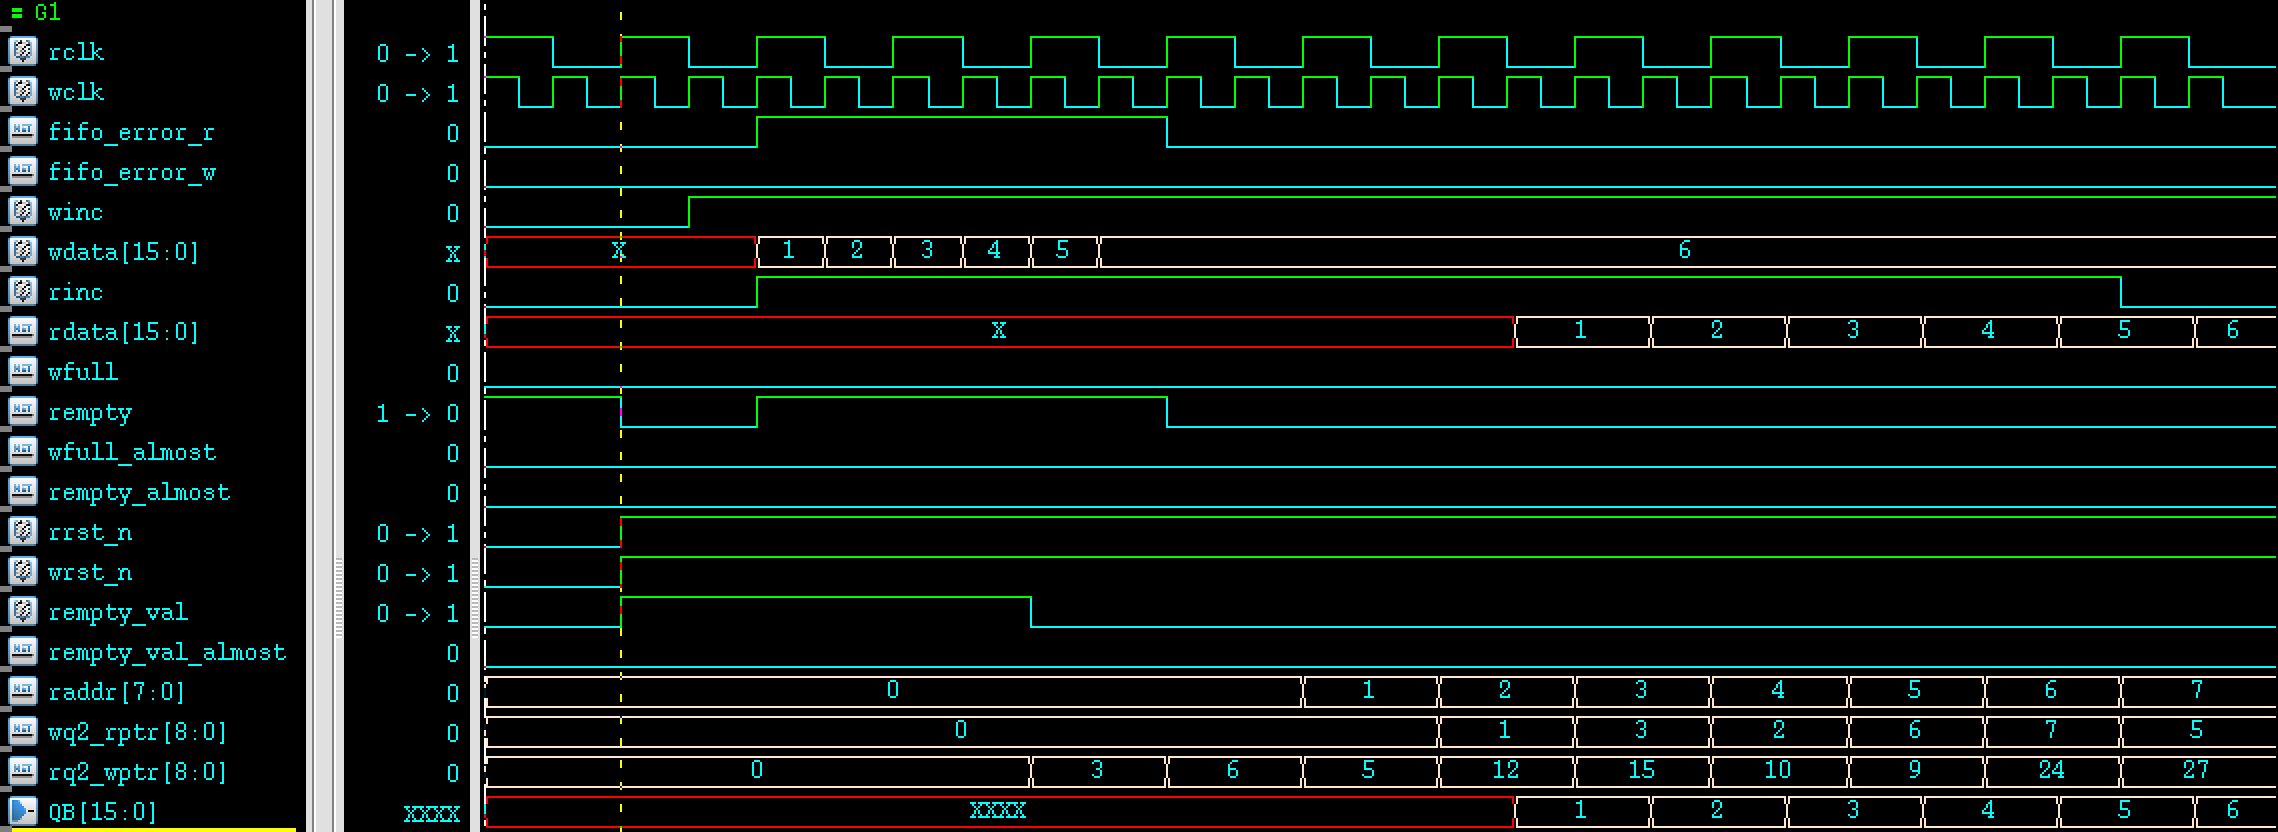 = G1
rclk 0 -> 1
wclk 0 -> 1
fifo_error_r 0
fifo_error_w 0
winc 0
wdata[15:0] x X 1 2 3 4 5 6
rinc 0
rdata[15:0] x X 1 2 3 4 5 6
wfull 0
rempty 1 -> 0
wfull_almost 0
rempty_almost 0
rrst_n 0 -> 1
wrst_n 0 -> 1
rempty_val 0 -> 1
rempty_val_almost 0
raddr[7:0] 0 0 1 2 3 4 5 6 7
wq2_rptr[8:0] 0 0 1 3 2 6 7 5
rq2_wptr[8:0] 0 0 3 6 5 12 15 10 9 24 27
QB[15:0] XXXX XXXX 1 2 3 4 5 6